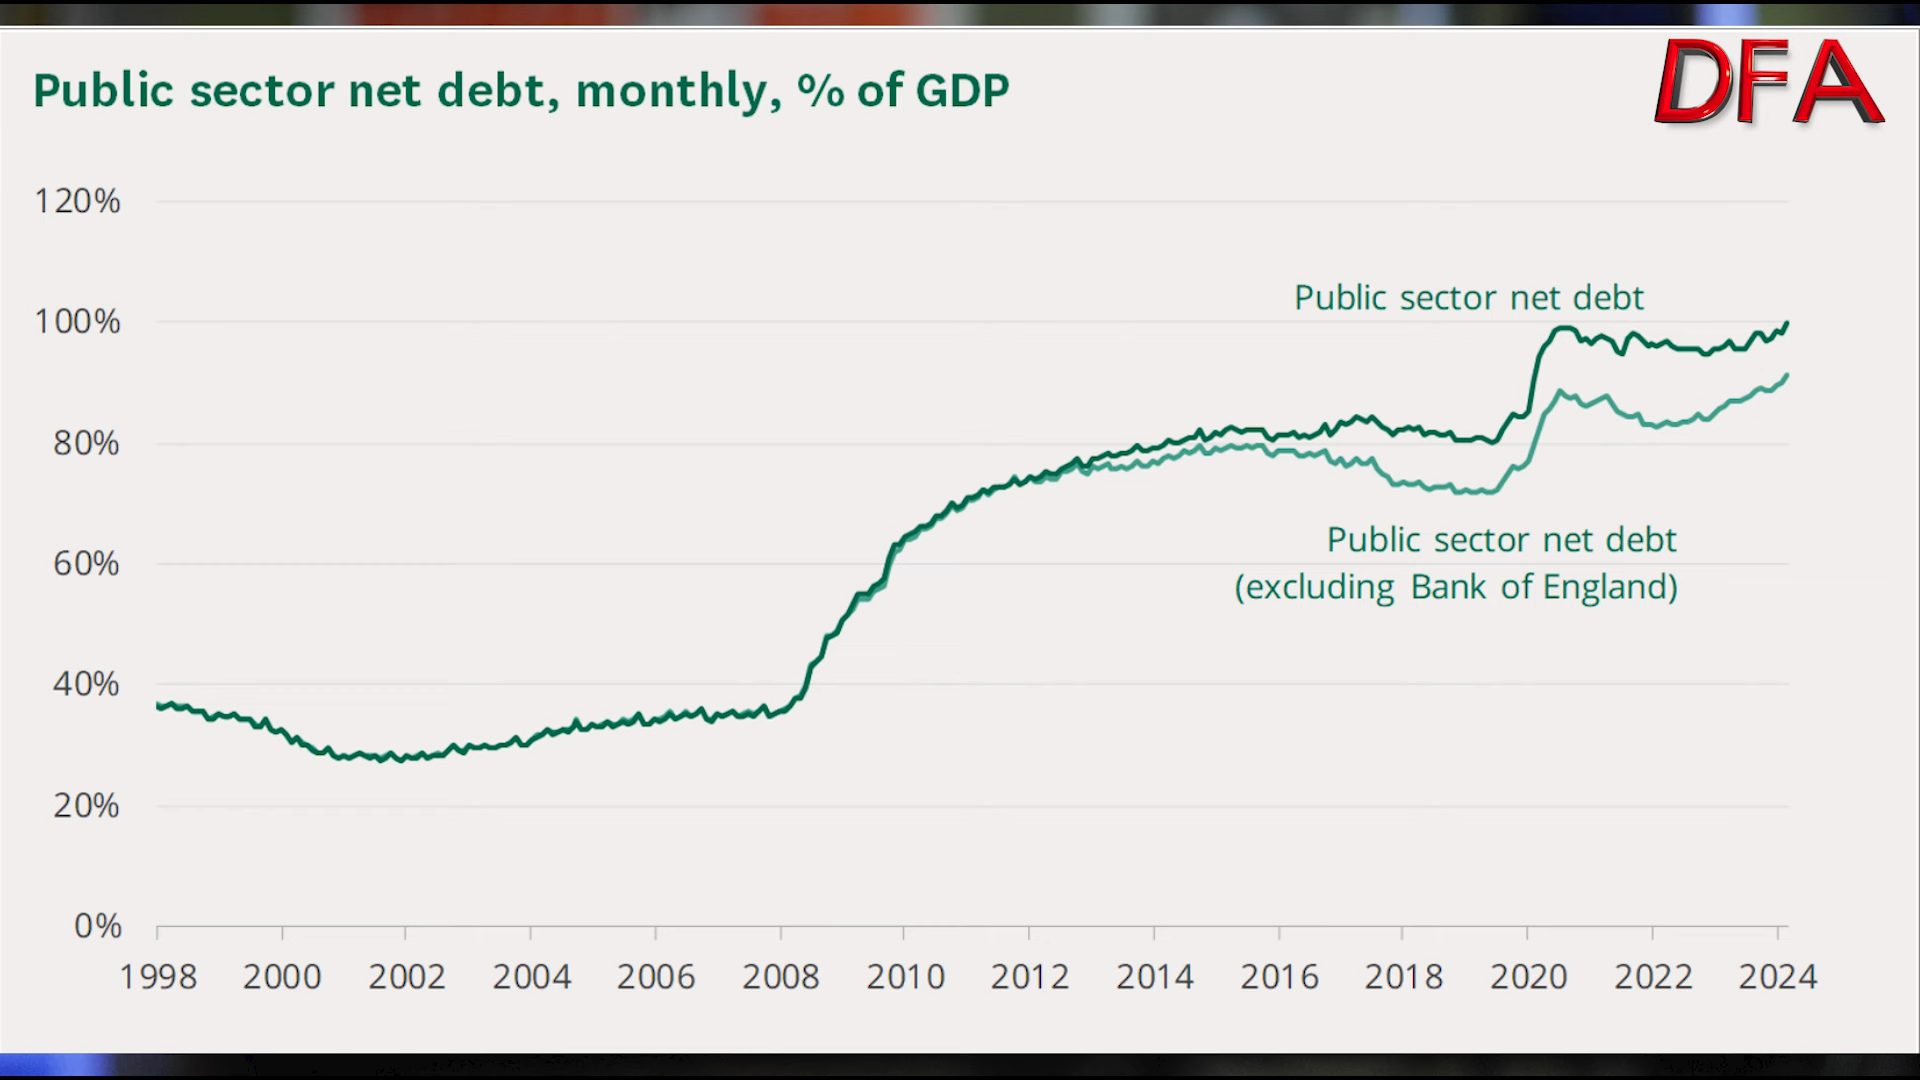 Public sector net debt, monthly, % of GDP
DFA
120%
100%
80%
60%
40%
20%
0%
Public sector net debt
Public sector net debt
(excluding Bank of England)
1998 2000 2002 2004 2006 2008 2010 2012 2014 2016 2018 2020 2022 2024